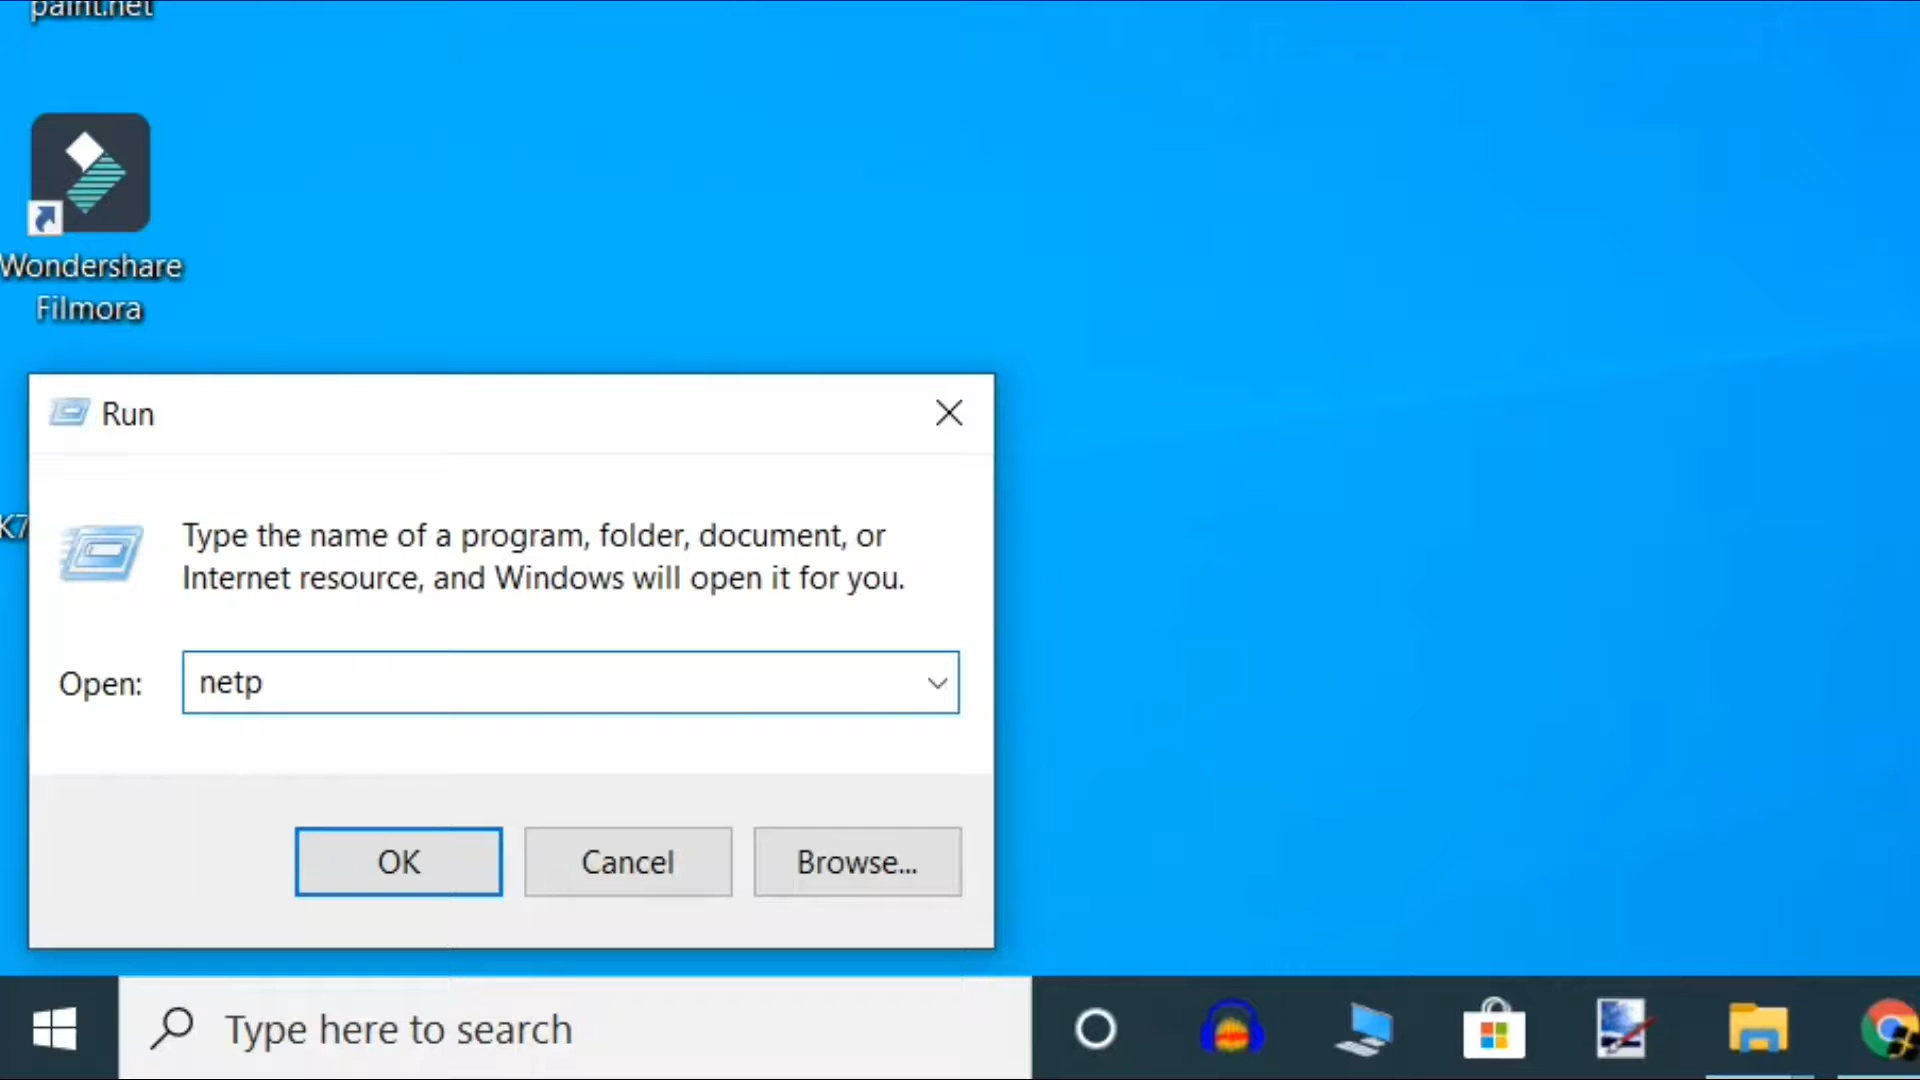 paint.net
Wondershare
Filmora
K7
Run
Type the name of a program, folder, document, or
Internet resource, and Windows will open it for you.
Open:
netp
OK
Cancel
Browse...
Type here to search